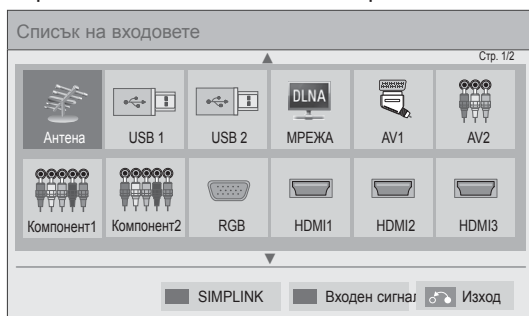 Списък на входовете
Стр. 1/2
DLNA
Антена USB 1 USB 2 МРЕЖА AV1 AV2
Компонент1 Компонент2 RGB HDMI1 HDMI2 HDMI3
SIMPLINK Входен сигнал Изход